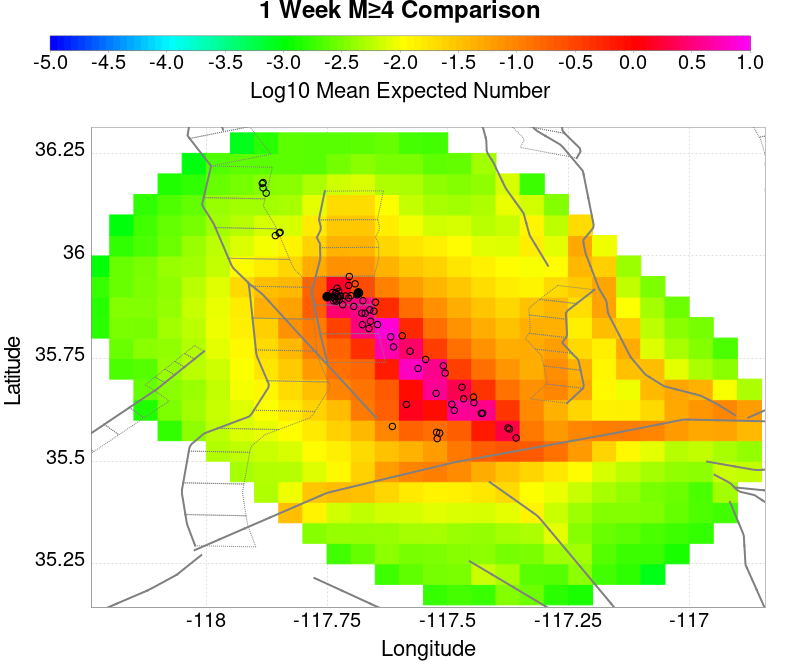 1 Week M≥4 Comparison
-5.0 -4.5 -4.0 -3.5 -3.0 -2.5 -2.0 -1.5 -1.0 -0.5 0.0 0.5 1.0
Log10 Mean Expected Number
36.25
36
35.75
35.5
35.25
Latitude
-118 -117.75 -117.5 -117.25 -117
Longitude